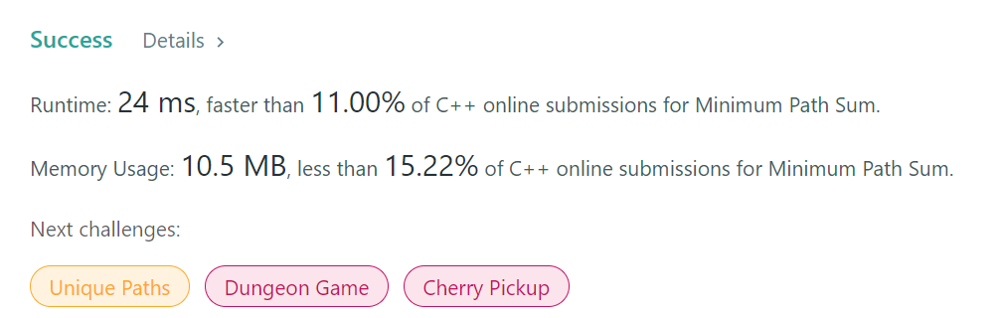 Success Details >
Runtime: 24 ms, faster than 11.00% of C++ online submissions for Minimum Path Sum.
Memory Usage: 10.5 MB, less than 15.22% of C++ online submissions for Minimum Path Sum.
Next challenges:
Unique Paths Dungeon Game Cherry Pickup